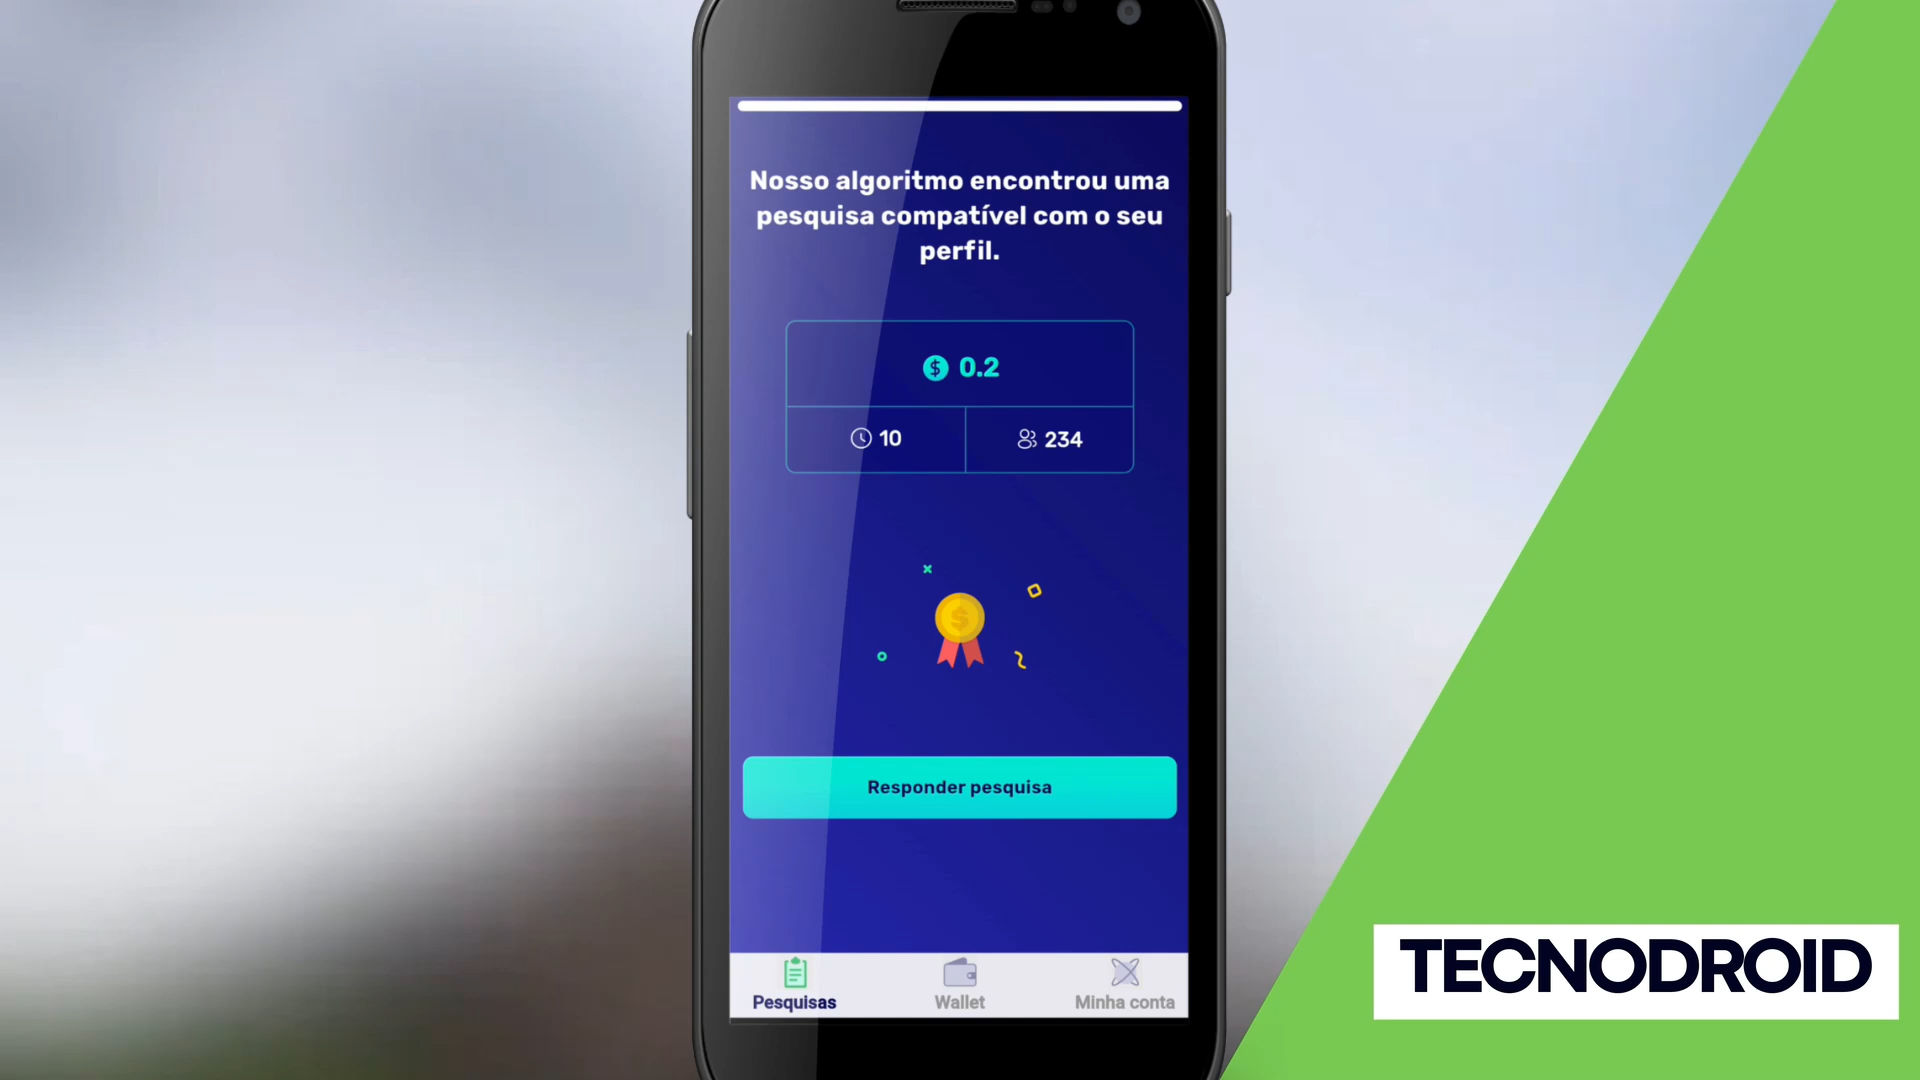 Nosso algoritmo encontrou uma
pesquisa compatível com o seu
perfil.
$ 0.2
10
234
$
Responder pesquisa
Pesquisas
Wallet
Minha conta
TECNODROID